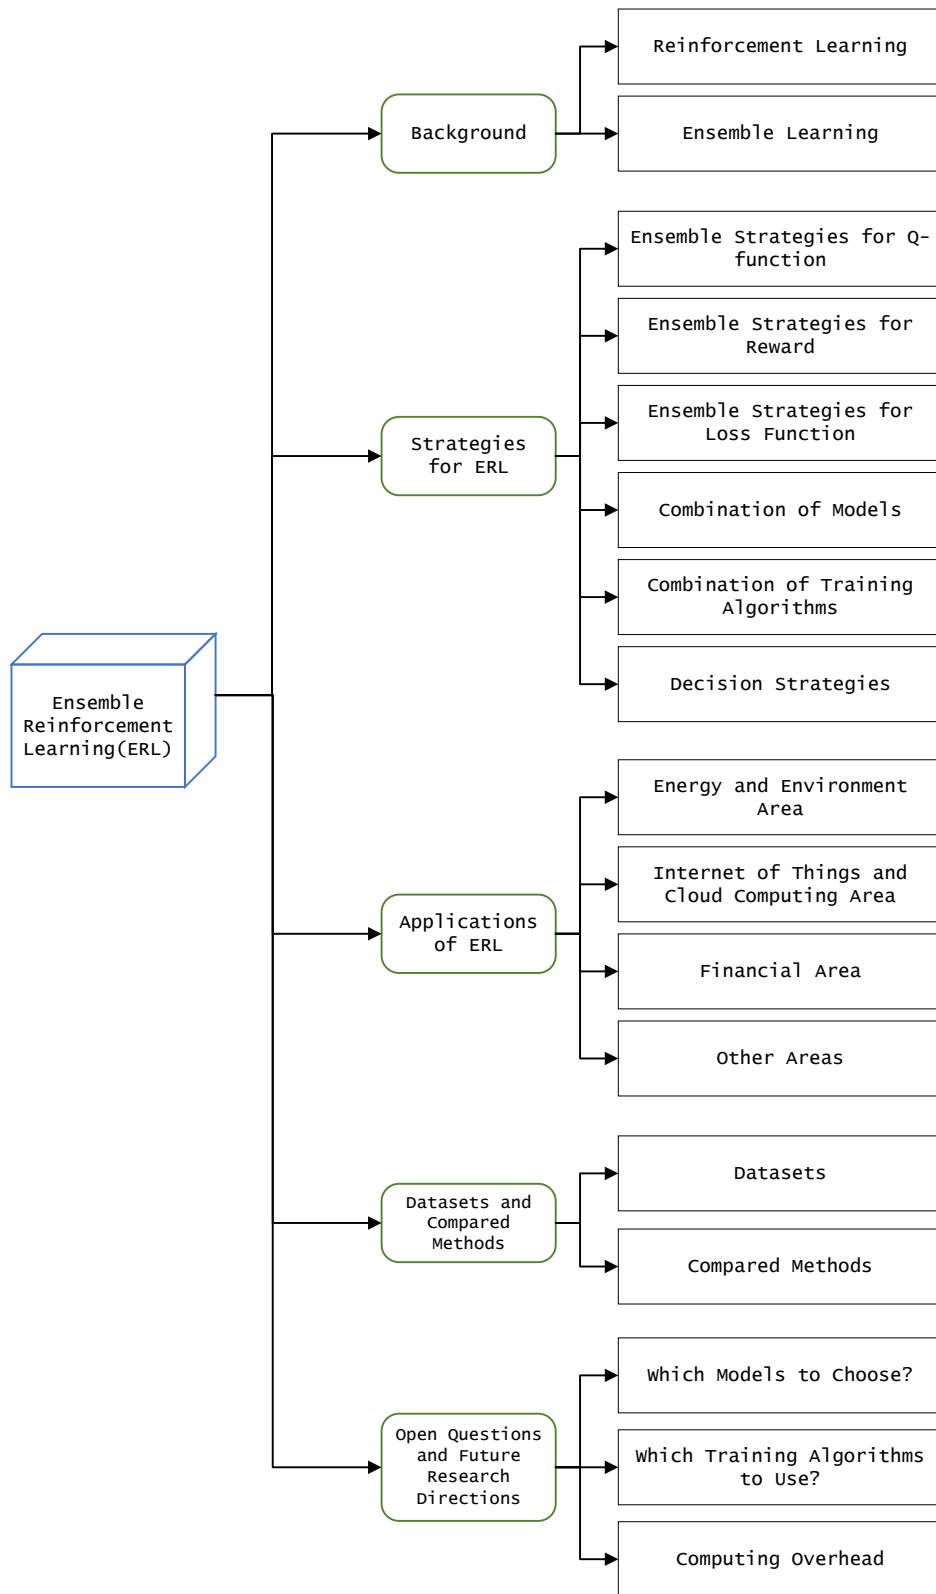 Reinforcement Learning
Background
Ensemble Learning
Ensemble Strategies for Q-
function
Ensemble Strategies for
Reward
Ensemble Strategies for
Loss Function
Strategies
for ERL
Combination of Models
Combination of Training
Algorithms
Decision Strategies
Ensemble
Reinforcement
Learning(ERL)
Energy and Environment
Area
Internet of Things and
Cloud Computing Area
Applications
of ERL
Financial Area
Other Areas
Datasets
Datasets and
Compared
Methods
Compared Methods
Which Models to Choose?
Open Questions
and Future
Research
Directions
Which Training Algorithms
to Use?
Computing Overhead